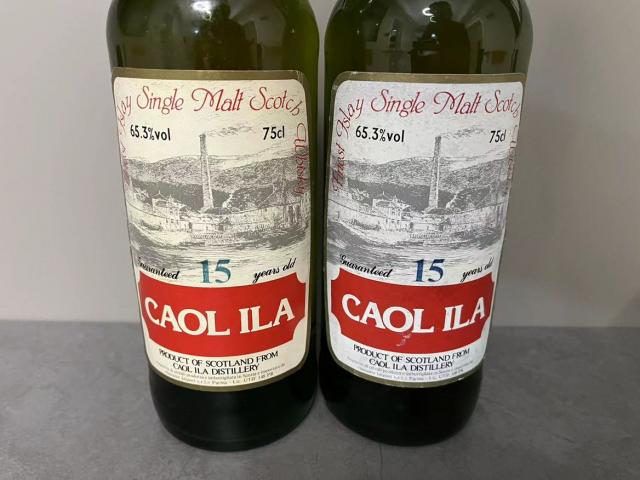 Finest Islay Single Malt Scotch Whisky
65.3%vol 75cl
Guaranteed 15 years old
CAOL ILA
PRODUCT OF SCOTLAND FROM
CAOL ILA DISTILLERY
Finest Islay Single Malt Scotch Whisky
65.3%vol 75cl
Guaranteed 15 years old
CAOL ILA
PRODUCT OF SCOTLAND FROM
CAOL ILA DISTILLERY